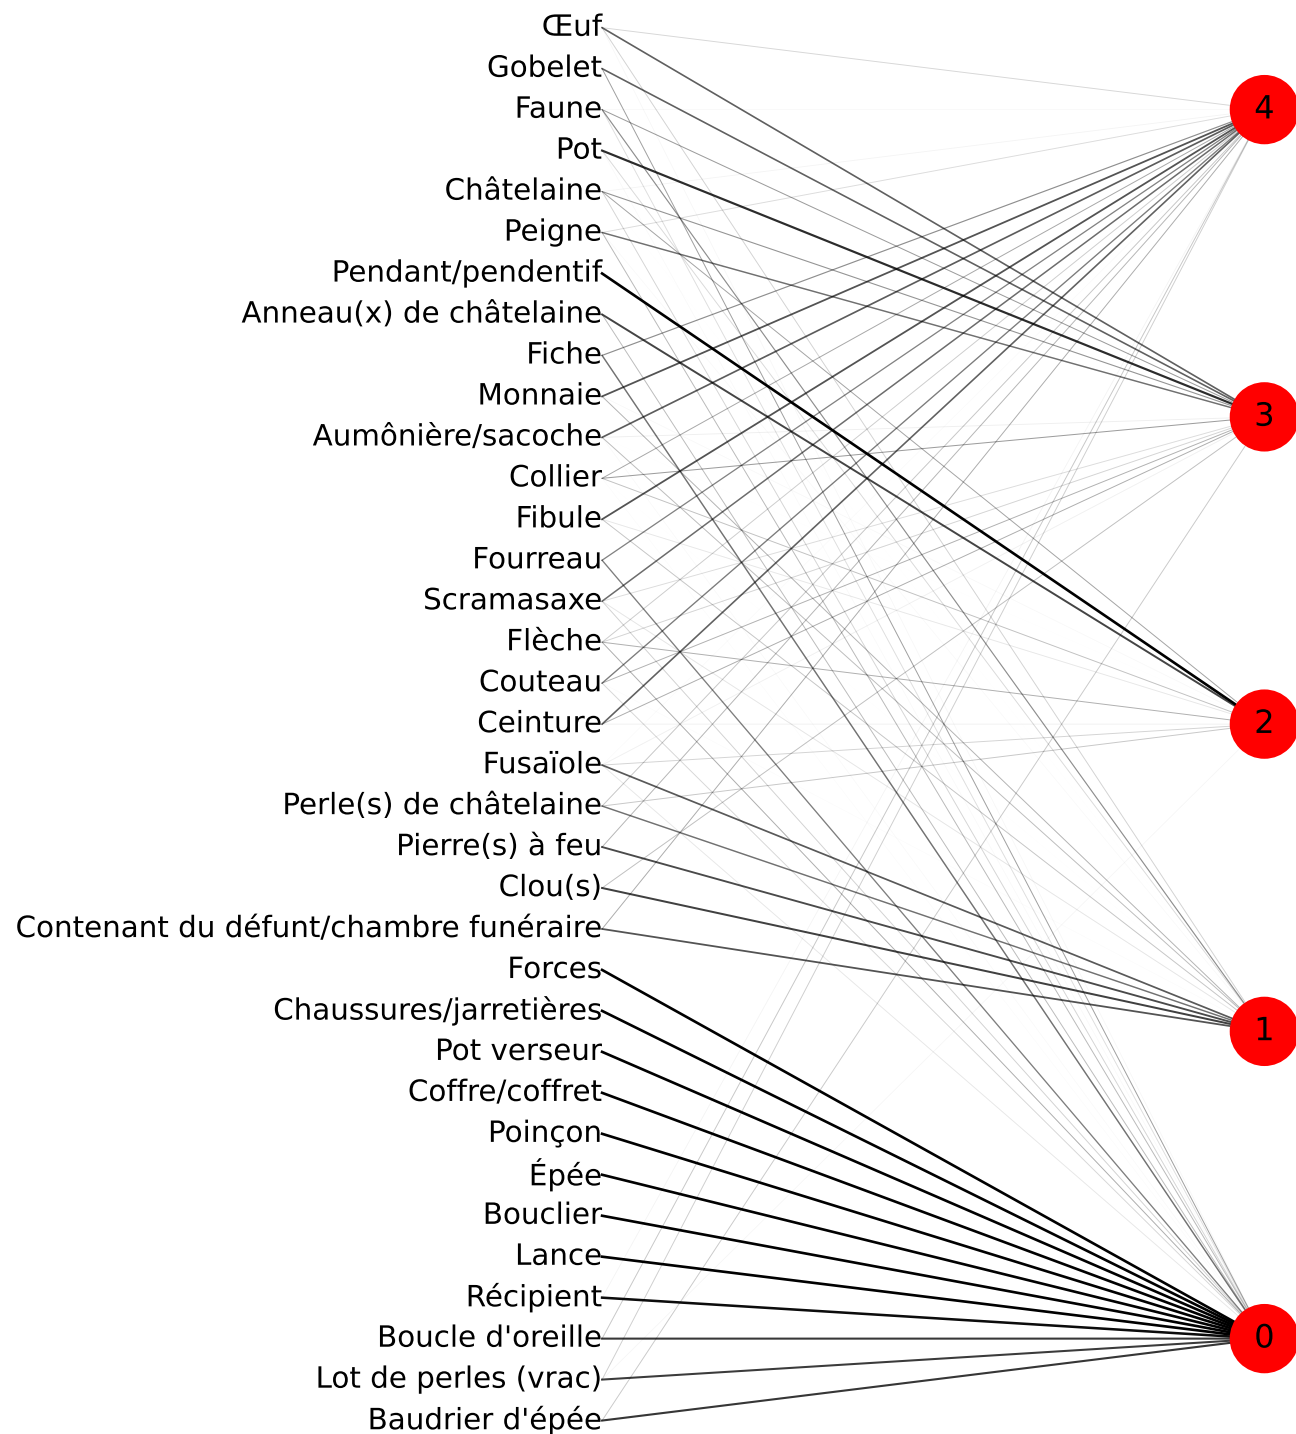 Œuf
Gobelet
Faune
Pot
Châtelaine
Peigne
Pendant/pendentif
Anneau(x) de châtelaine
Fiche
Monnaie
Aumônière/sacoche
Collier
Fibule
Fourreau
Scramasaxe
Flèche
Couteau
Ceinture
Fusaïole
Perle(s) de châtelaine
Pierre(s) à feu
Clou(s)
Contenant du défunt/chambre funéraire
Forces
Chaussures/jarretières
Pot verseur
Coffre/coffret
Poinçon
Épée
Bouclier
Lance
Récipient
Boucle d'oreille
Lot de perles (vrac)
Baudrier d'épée
4
3
2
1
0